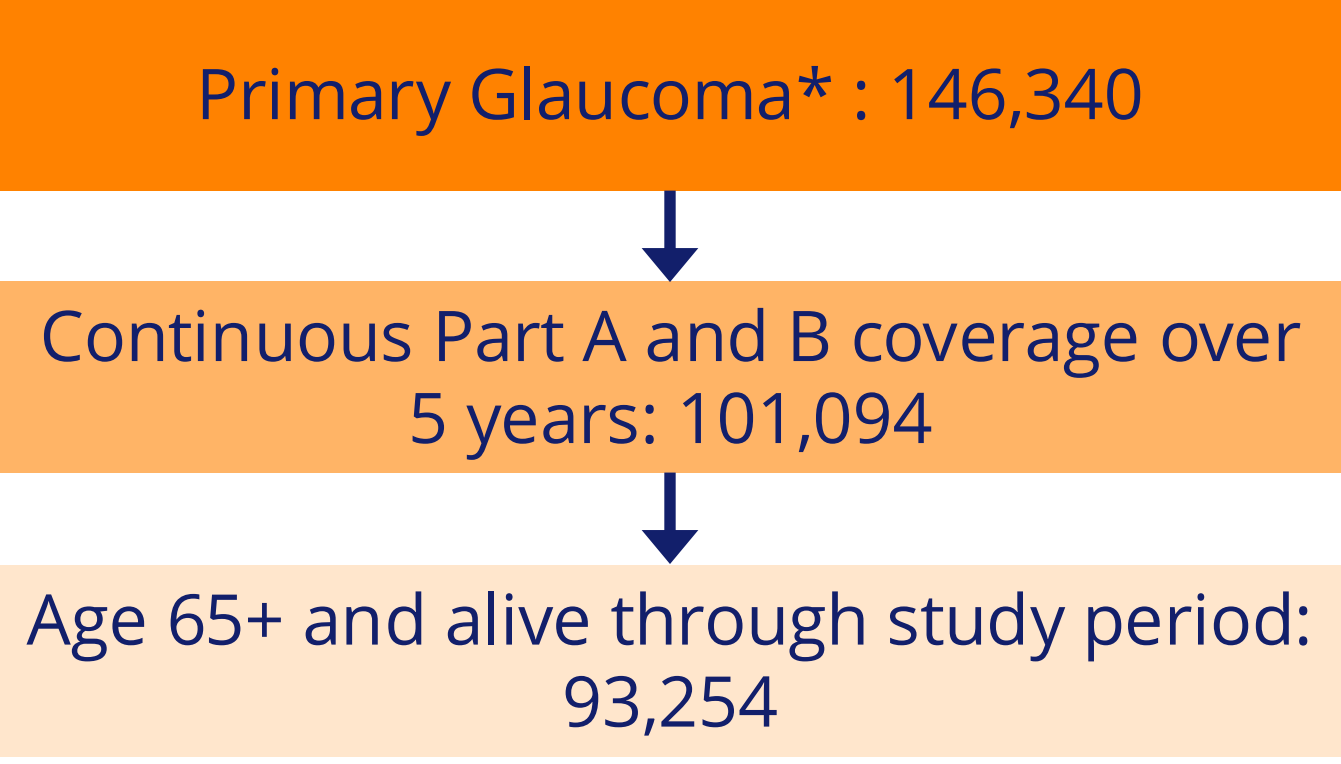 Primary Glaucoma* : 146,340
Continuous Part A and B coverage over
5 years: 101,094
Age 65+ and alive through study period:
93,254